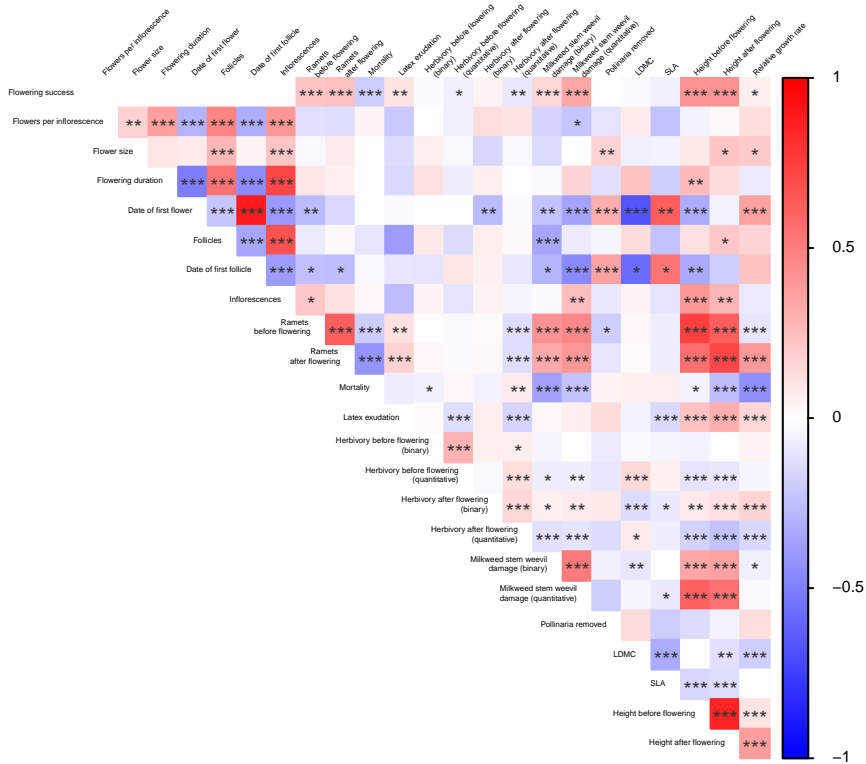 Flowers per inflorescence
Flower size
Flowering duration
Date of first flower
Follicles
Date of first follicle
Inflorescences
Ramets
before flowering
Ramets
after flowering
Mortality
Latex exudation
Herbivory before flowering
(binary)
Herbivory before flowering
(quantitative)
Herbivory after flowering
(binary)
Herbivory after flowering
(quantitative)
Milkweed stem weevil
damage (binary)
Milkweed stem weevil
damage (quantitative)
Pollinaria removed
LDMC
SLA
Height before flowering
Height after flowering
Relative growth rate
Flowering success *** *** *** ** * ** *** *** *** *** *
Flowers per inflorescence ** *** *** *** *** *** *
Flower size *** *** ** * *
Flowering duration *** *** *** *** **
Date of first flower *** *** *** ** ** ** *** *** *** ** *** ***
Follicles *** *** *** *
Date of first follicle *** * * * *** *** * * **
Inflorescences * ** *** **
Ramets
before flowering *** *** ** *** *** *** * *** *** ***
Ramets
after flowering *** *** *** *** *** *** *** ***
Mortality * ** *** *** * *** ***
Latex exudation *** *** *** *** *** ***
Herbivory before flowering
(binary) *** *
Herbivory before flowering
(quantitative) *** * ** *** *** ***
Herbivory after flowering
(binary) *** * ** *** * ** *** ***
Herbivory after flowering
(quantitative) *** *** * *** *** ***
Milkweed stem weevil
damage (binary) *** ** *** *** *
Milkweed stem weevil
damage (quantitative) * *** ***
Pollinaria removed
LDMC *** ** ***
SLA *** ***
Height before flowering *** ***
Height after flowering ***
1
0.5
0
−0.5
−1